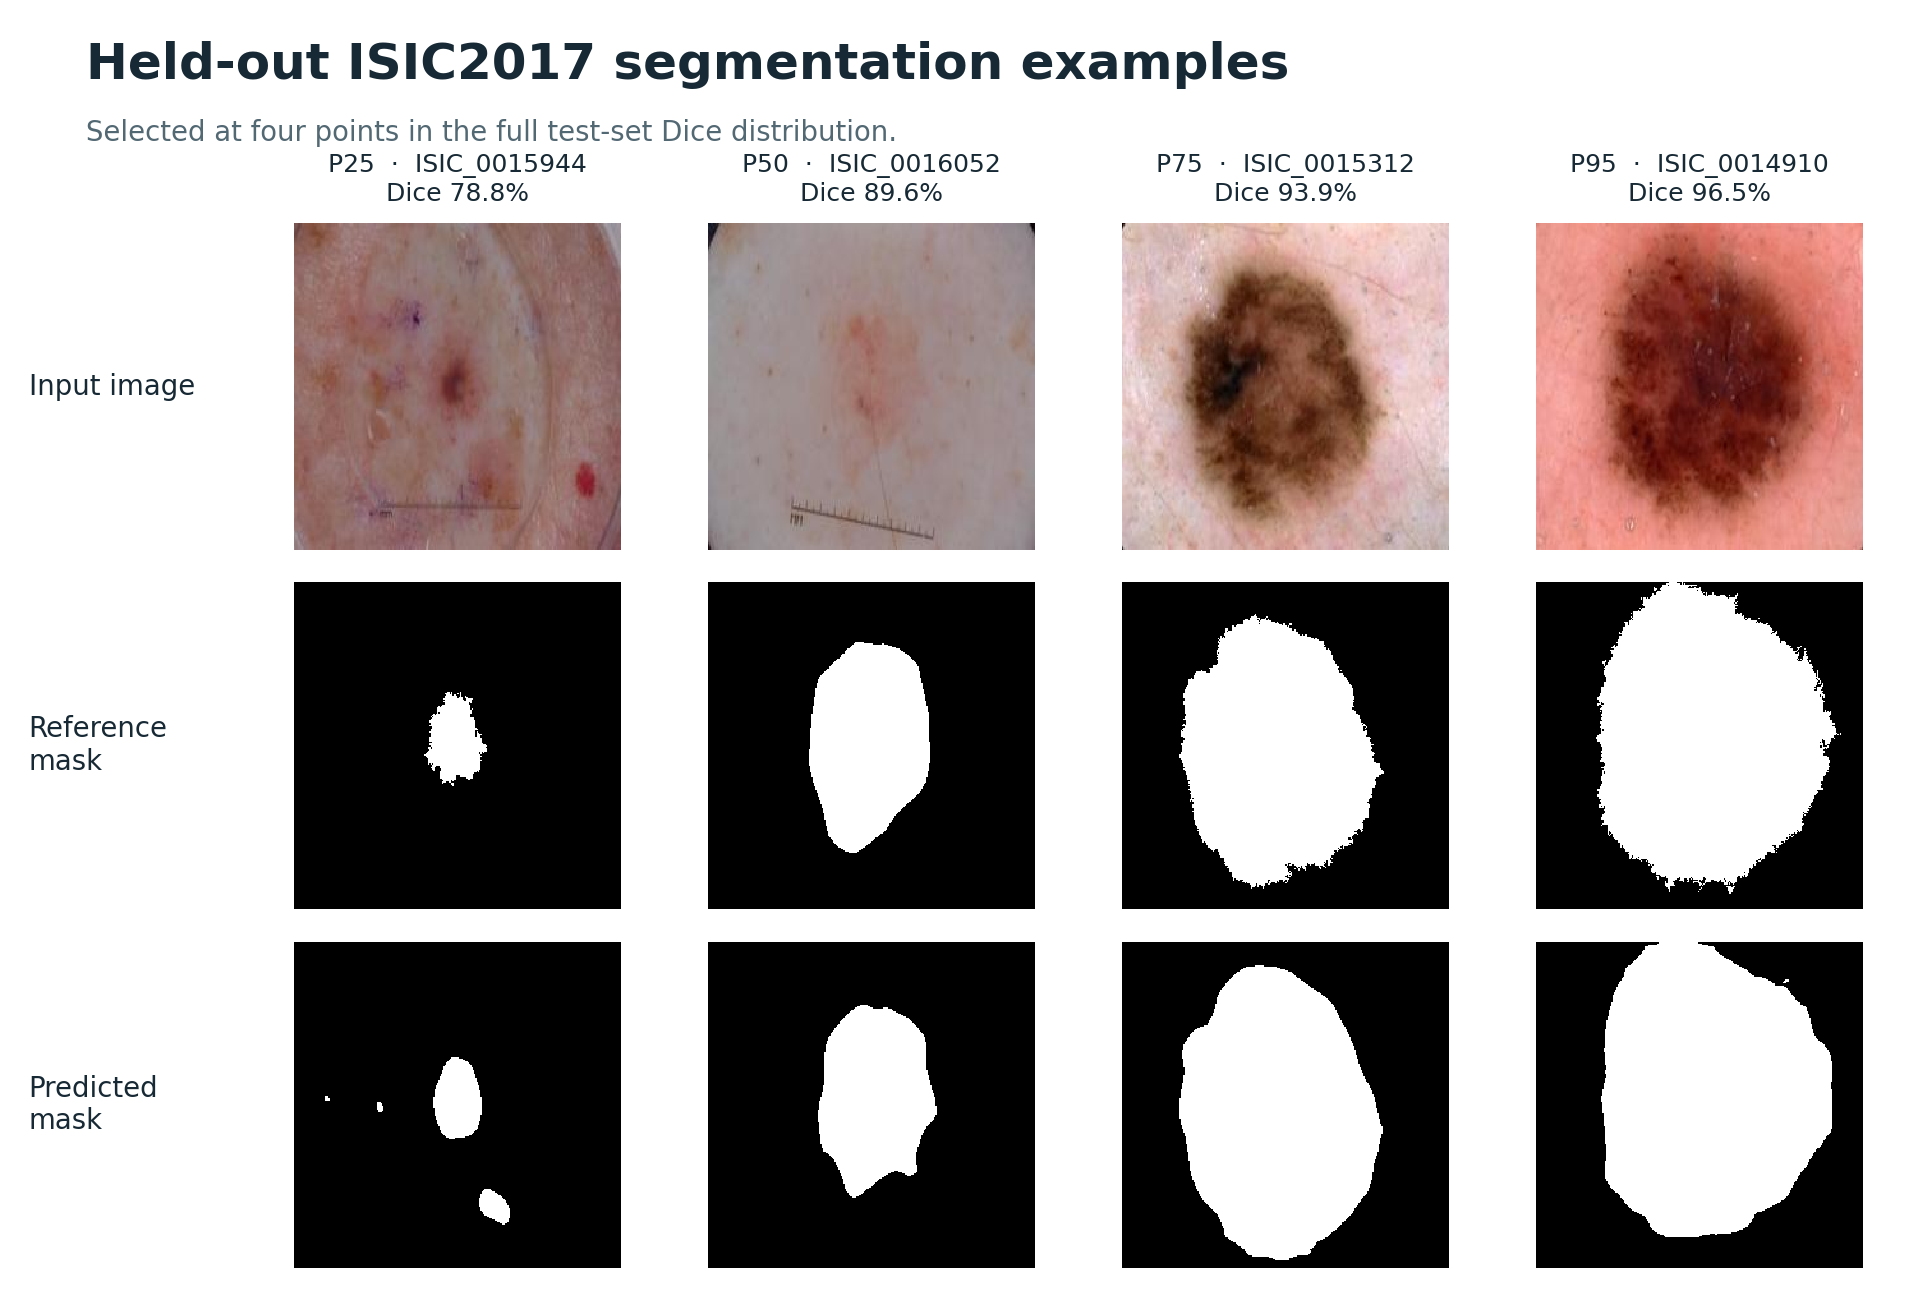 Held-out ISIC2017 segmentation examples
Selected at four points in the full test-set Dice distribution.
P25 · ISIC_0015944
Dice 78.8%
P50 · ISIC_0016052
Dice 89.6%
P75 · ISIC_0015312
Dice 93.9%
P95 · ISIC_0014910
Dice 96.5%
Input image
Reference
mask
Predicted
mask